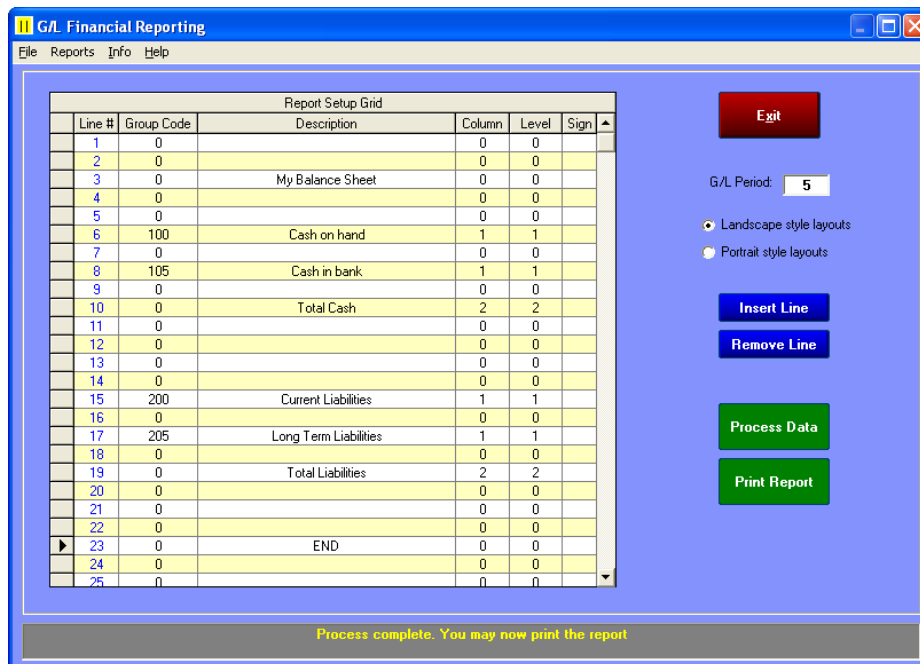 G/L Financial Reporting
File Reports Info Help
Report Setup Grid
Line # Group Code Description Column Level Sign
1 0 0 0
2 0 0 0
3 0 My Balance Sheet 0 0
4 0 0 0
5 0 0 0
6 100 Cash on hand 1 1
7 0 0 0
8 105 Cash in bank 1 1
9 0 0 0
10 0 Total Cash 2 2
11 0 0 0
12 0 0 0
13 0 0 0
14 0 0 0
15 200 Current Liabilities 1 1
16 0 0 0
17 205 Long Term Liabilities 1 1
18 0 0 0
19 0 Total Liabilities 2 2
20 0 0 0
21 0 0 0
22 0 0 0
23 0 END 0 0
24 0 0 0
25 0 0 0
Exit
G/L Period: 5
Landscape style layouts
Portrait style layouts
Insert Line
Remove Line
Process Data
Print Report
Process complete. You may now print the report